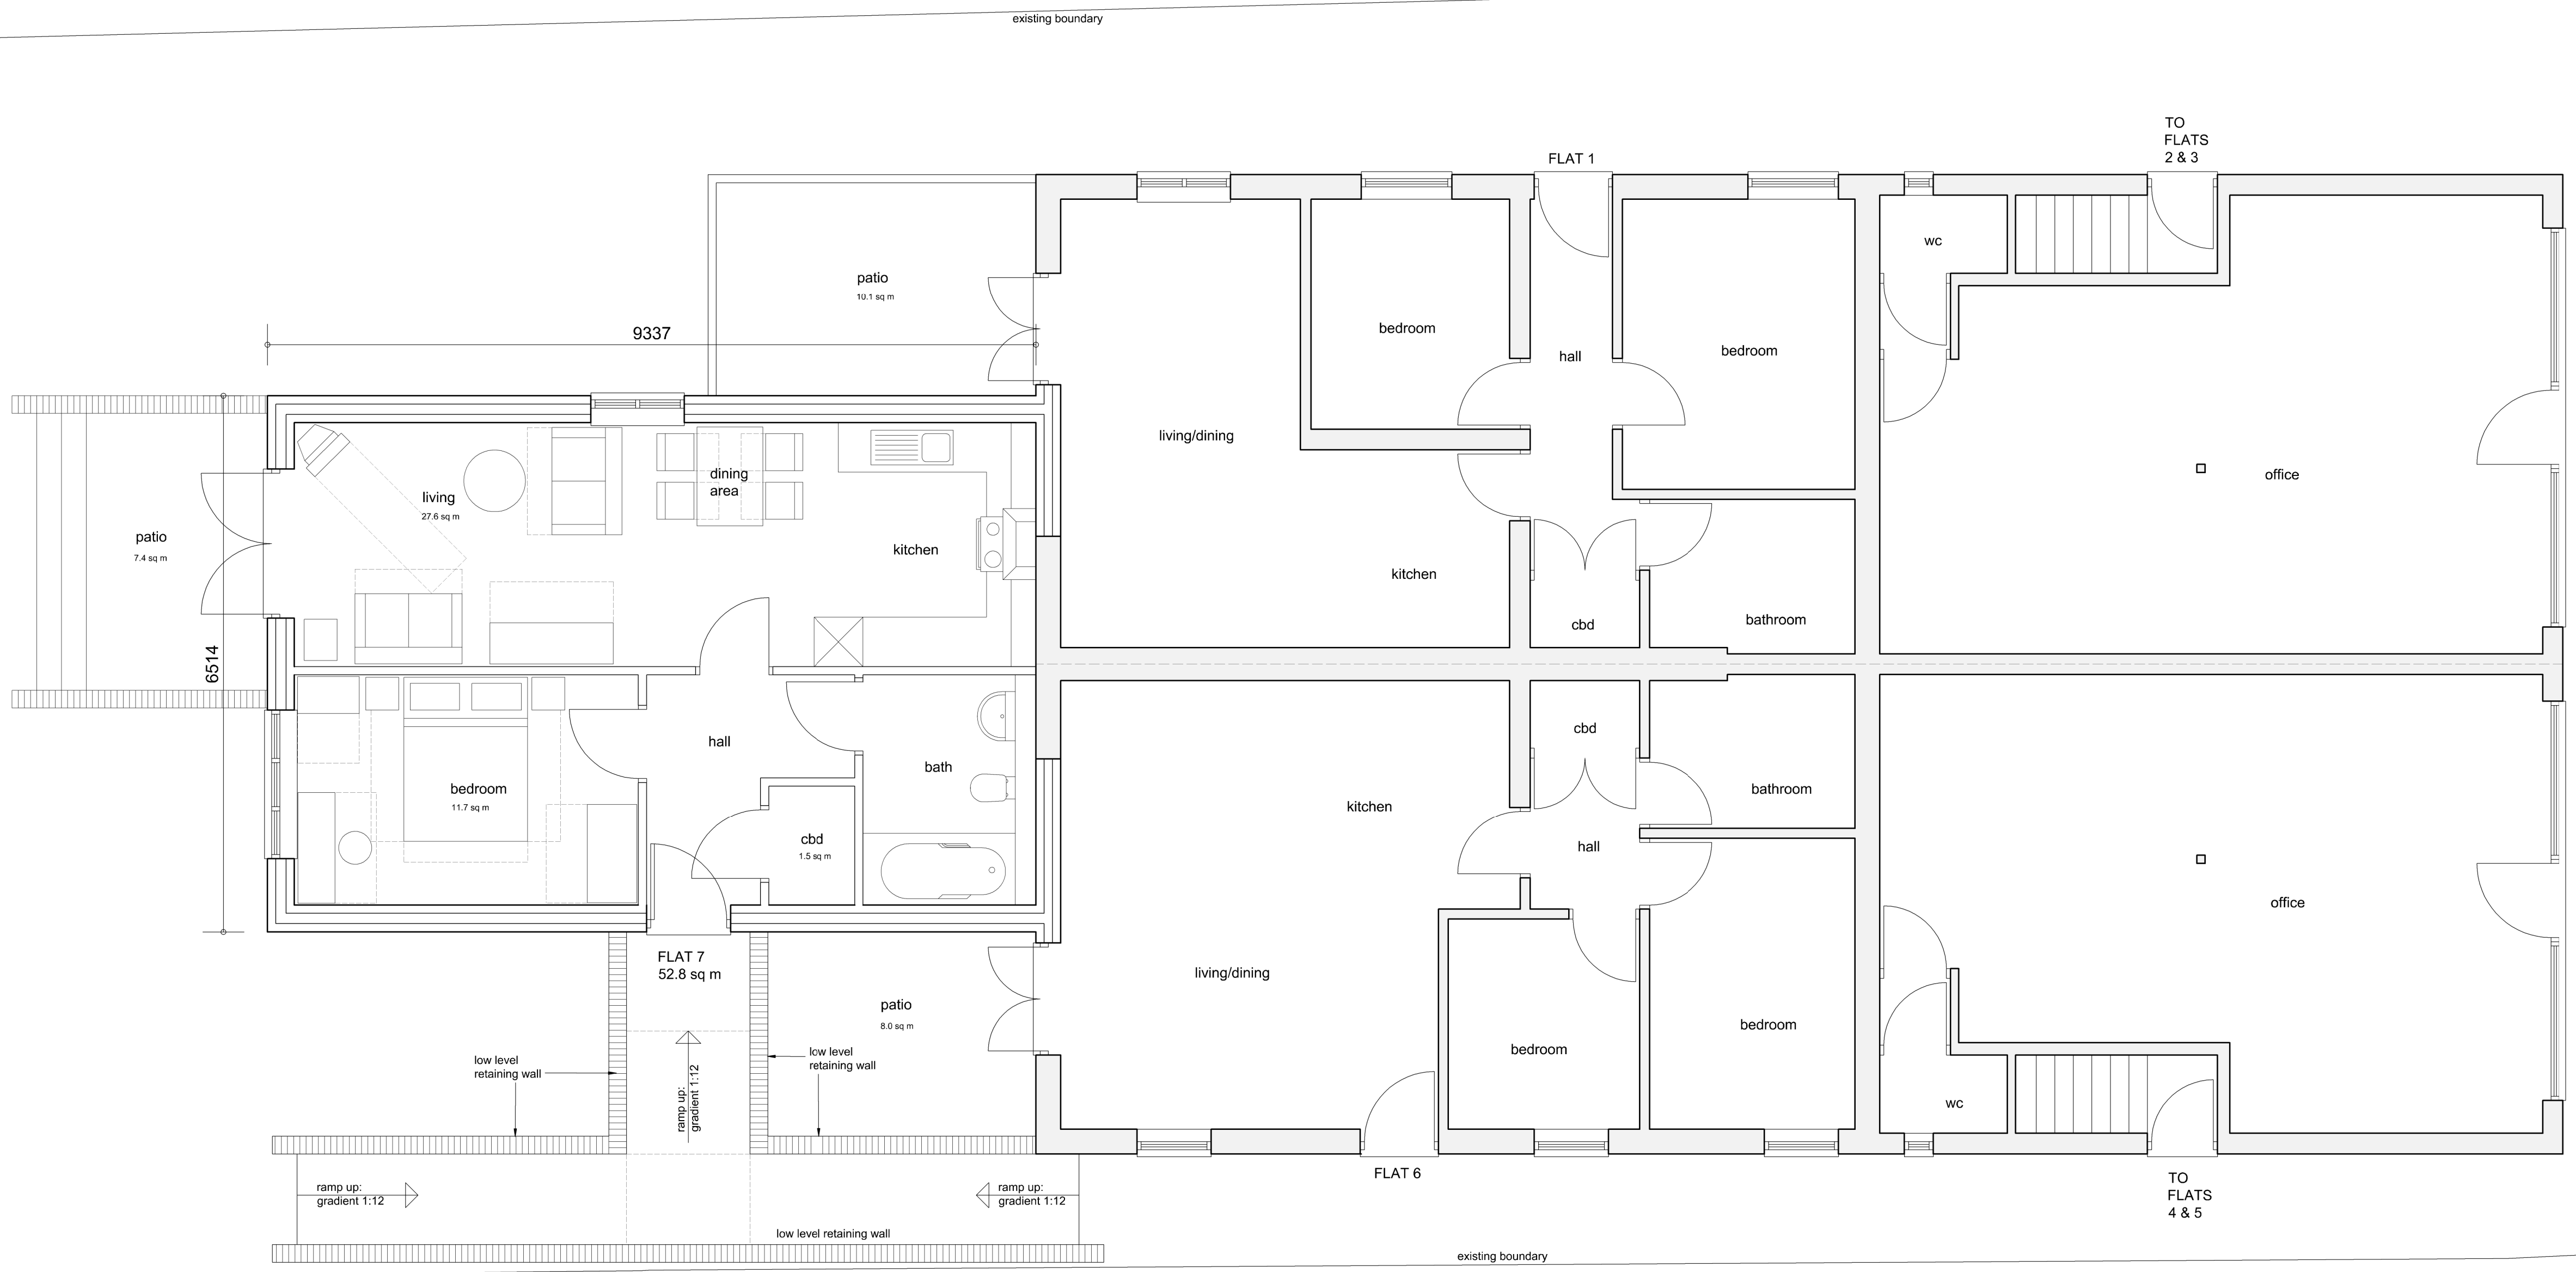 existing boundary
TO
FLATS
2 & 3
FLAT 1
wc
patio
10.1 sq m
bedroom
hall
bedroom
9337
living/dining
office
dining
area
living
27.6 sq m
patio
7.4 sq m
kitchen
kitchen
cbd
bathroom
6514
hall
cbd
bath
bedroom
11.7 sq m
kitchen
bathroom
cbd
1.5 sq m
hall
office
FLAT 7
52.8 sq m
living/dining
patio
8.0 sq m
bedroom
bedroom
low level
retaining wall
low level
retaining wall
ramp up:
gradient 1:12
wc
FLAT 6
TO
FLATS
4 & 5
ramp up:
gradient 1:12
ramp up:
gradient 1:12
low level retaining wall
existing boundary